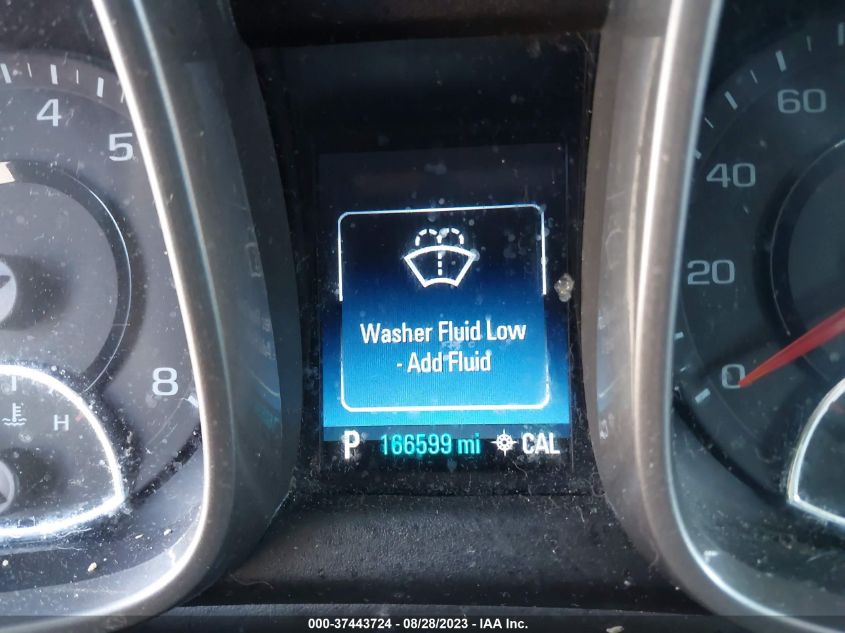 4
5
8
H
60
40
20
0
Washer Fluid Low
- Add Fluid
P 166599 mi CAL
000-37443724 - 08/28/2023 - IAA Inc.